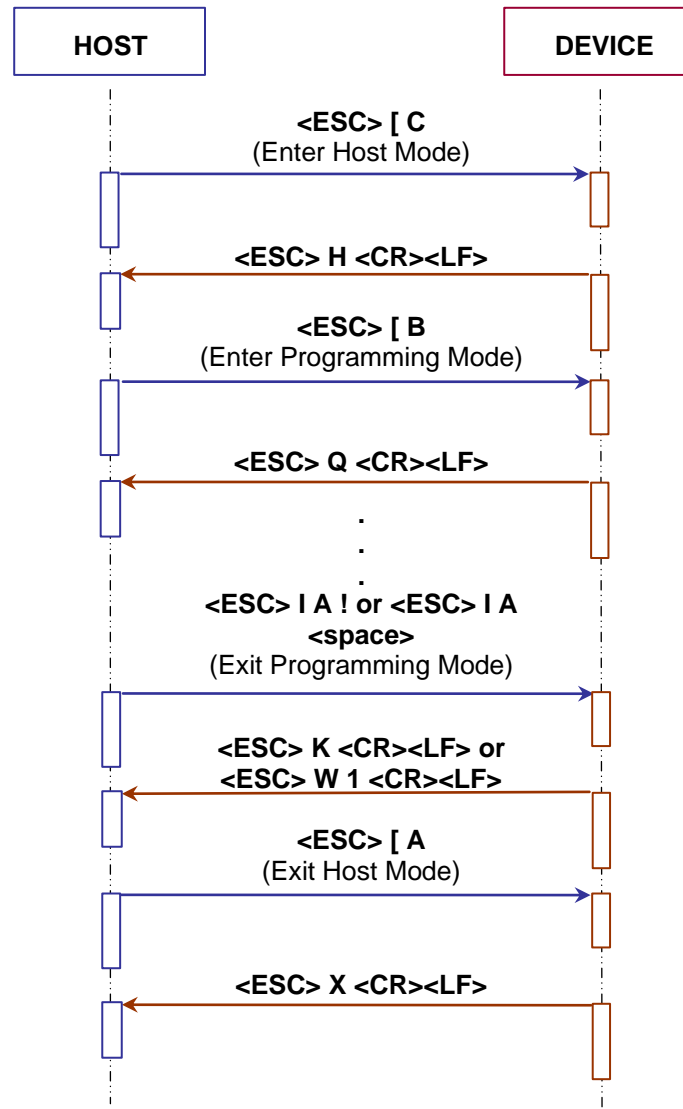 HOST
DEVICE
<ESC> [ C
(Enter Host Mode)
<ESC> H <CR><LF>
<ESC> [ B
(Enter Programming Mode)
<ESC> Q <CR><LF>
.
.
.
<ESC> I A ! or <ESC> I A
<space>
(Exit Programming Mode)
<ESC> K <CR><LF> or
<ESC> W 1 <CR><LF>
<ESC> [ A
(Exit Host Mode)
<ESC> X <CR><LF>